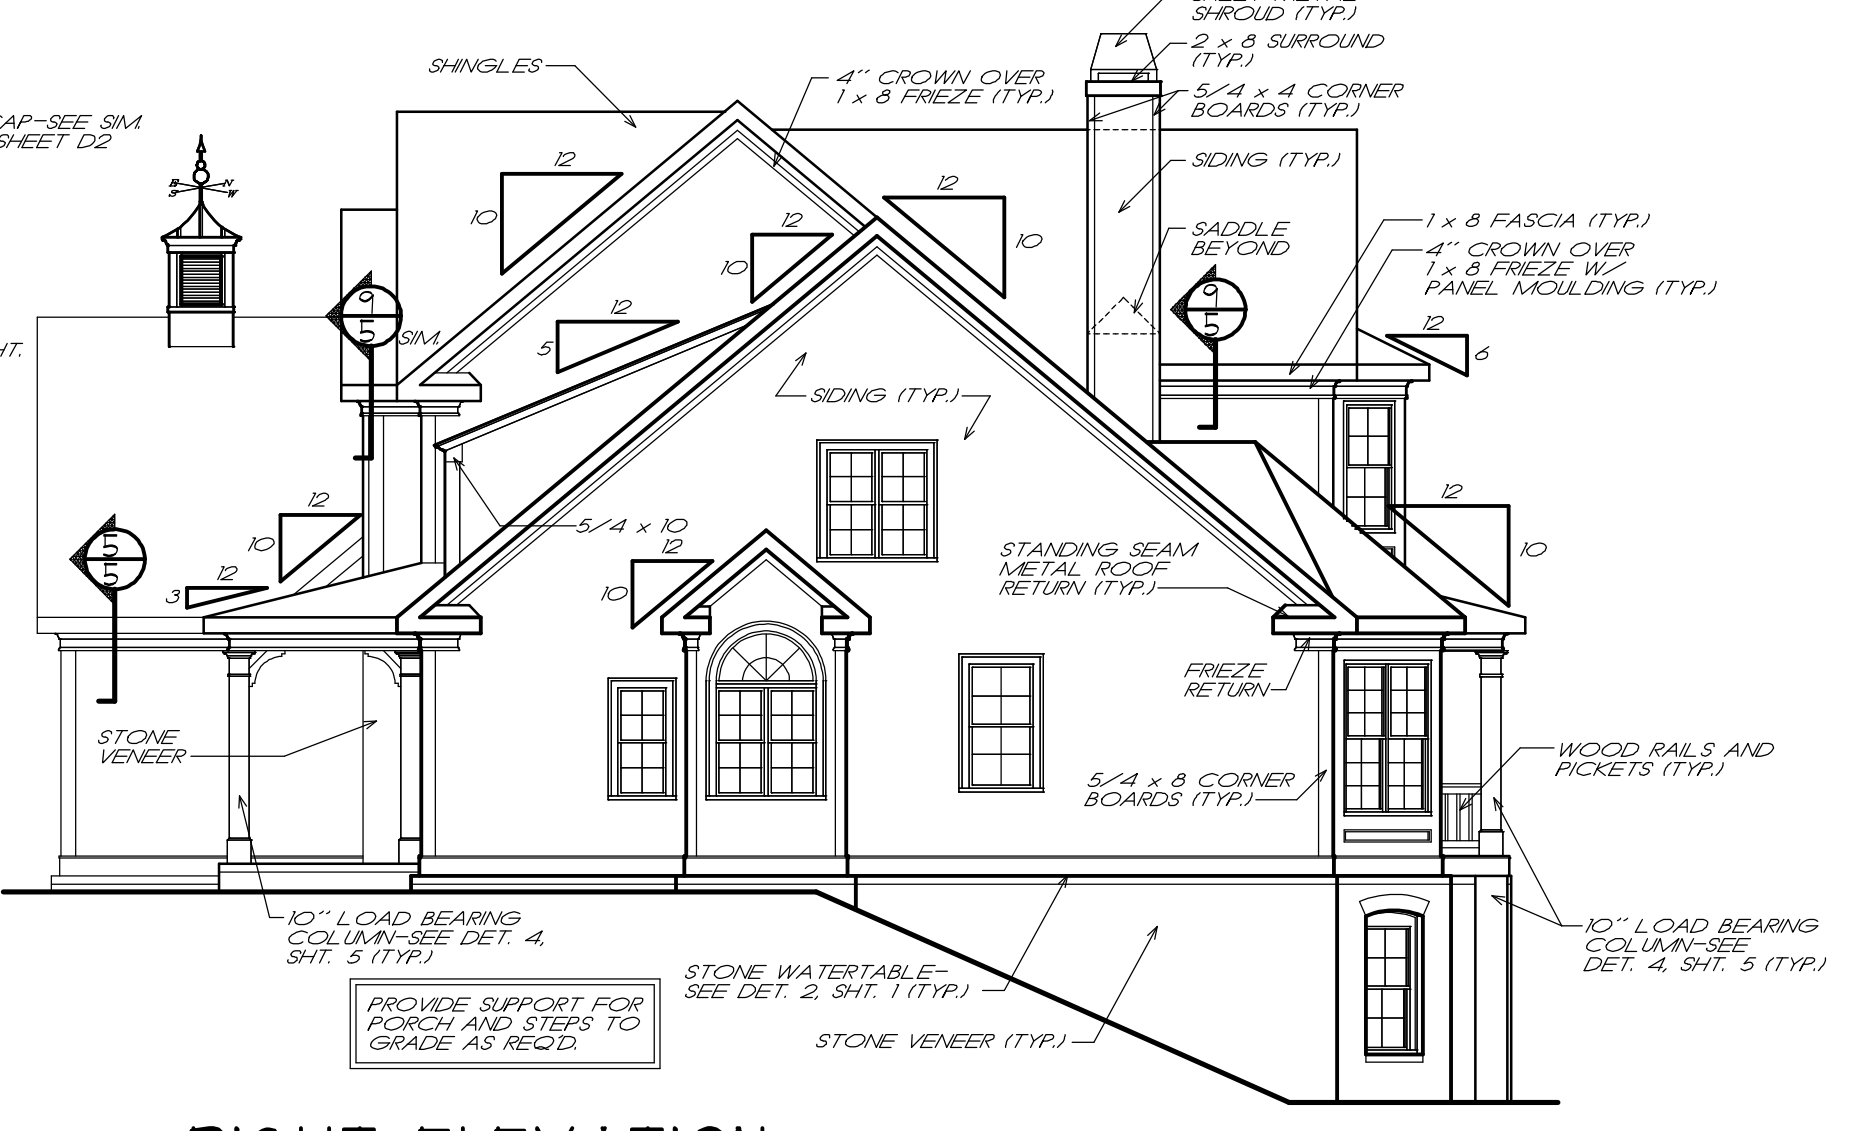 SHROUD (TYP.)
2 x 8 SURROUND
(TYP.)
SHINGLES
4" CROWN OVER
1 x 8 FRIEZE (TYP.)
5/4 x 4 CORNER
BOARDS (TYP.)
CAP-SEE SIM.
SHEET D2
SIDING (TYP.)
12
10
12
10
12
10
E
N
S
W
1 x 8 FASCIA (TYP.)
SADDLE
BEYOND
4" CROWN OVER
1 x 8 FRIEZE W/
PANEL MOULDING (TYP.)
9
5
SIM.
9
5
12
5
12
6
HT.
SIDING (TYP.)
12
10
12
10
5/4 x 10
5
5
12
3
12
10
STANDING SEAM
METAL ROOF
RETURN (TYP.)
FRIEZE
RETURN
STONE
VENEER
WOOD RAILS AND
PICKETS (TYP.)
5/4 x 8 CORNER
BOARDS (TYP.)
10" LOAD BEARING
COLUMN-SEE DET. 4,
SHT. 5 (TYP.)
10" LOAD BEARING
COLUMN-SEE
DET. 4, SHT. 5 (TYP.)
STONE WATERTABLE-
SEE DET. 2, SHT. 1 (TYP.)
PROVIDE SUPPORT FOR
PORCH AND STEPS TO
GRADE AS REQ'D.
STONE VENEER (TYP.)
RIGHT ELEVATION